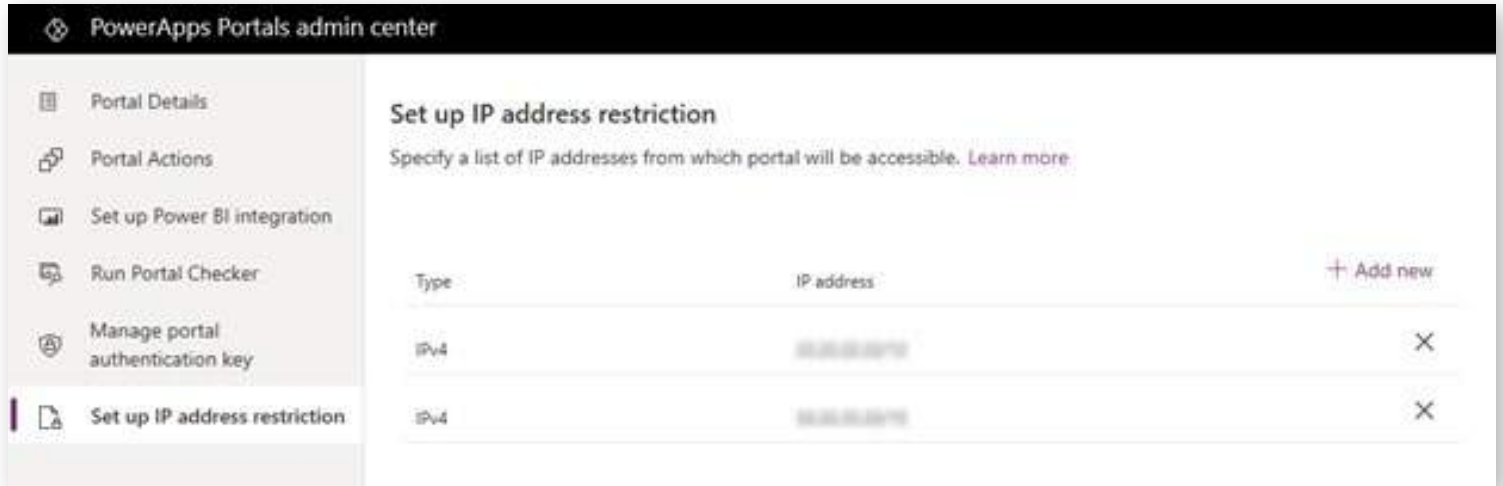 PowerApps Portals admin center
Portal Details
Portal Actions
Set up Power BI integration
Run Portal Checker
Manage portal
authentication key
Set up IP address restriction
Set up IP address restriction
Specify a list of IP addresses from which portal will be accessible. Learn more
+ Add new
Type IP address
IPv4
IPv4